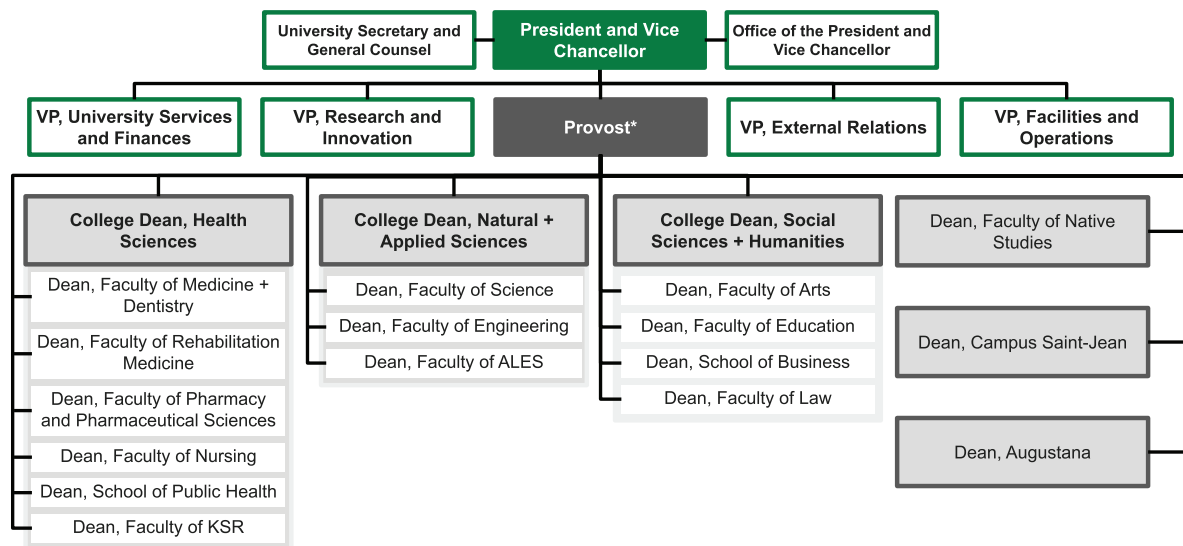 University Secretary and
General Counsel
President and Vice
Chancellor
Office of the President and
Vice Chancellor
VP, University Services
and Finances
VP, Research and
Innovation
Provost*
VP, External Relations
VP, Facilities and
Operations
College Dean, Health
Sciences
Dean, Faculty of Medicine +
Dentistry
Dean, Faculty of Rehabilitation
Medicine
Dean, Faculty of Pharmacy
and Pharmaceutical Sciences
Dean, Faculty of Nursing
Dean, School of Public Health
Dean, Faculty of KSR
College Dean, Natural +
Applied Sciences
Dean, Faculty of Science
Dean, Faculty of Engineering
Dean, Faculty of ALES
College Dean, Social
Sciences + Humanities
Dean, Faculty of Arts
Dean, Faculty of Education
Dean, School of Business
Dean, Faculty of Law
Dean, Faculty of Native
Studies
Dean, Campus Saint-Jean
Dean, Augustana